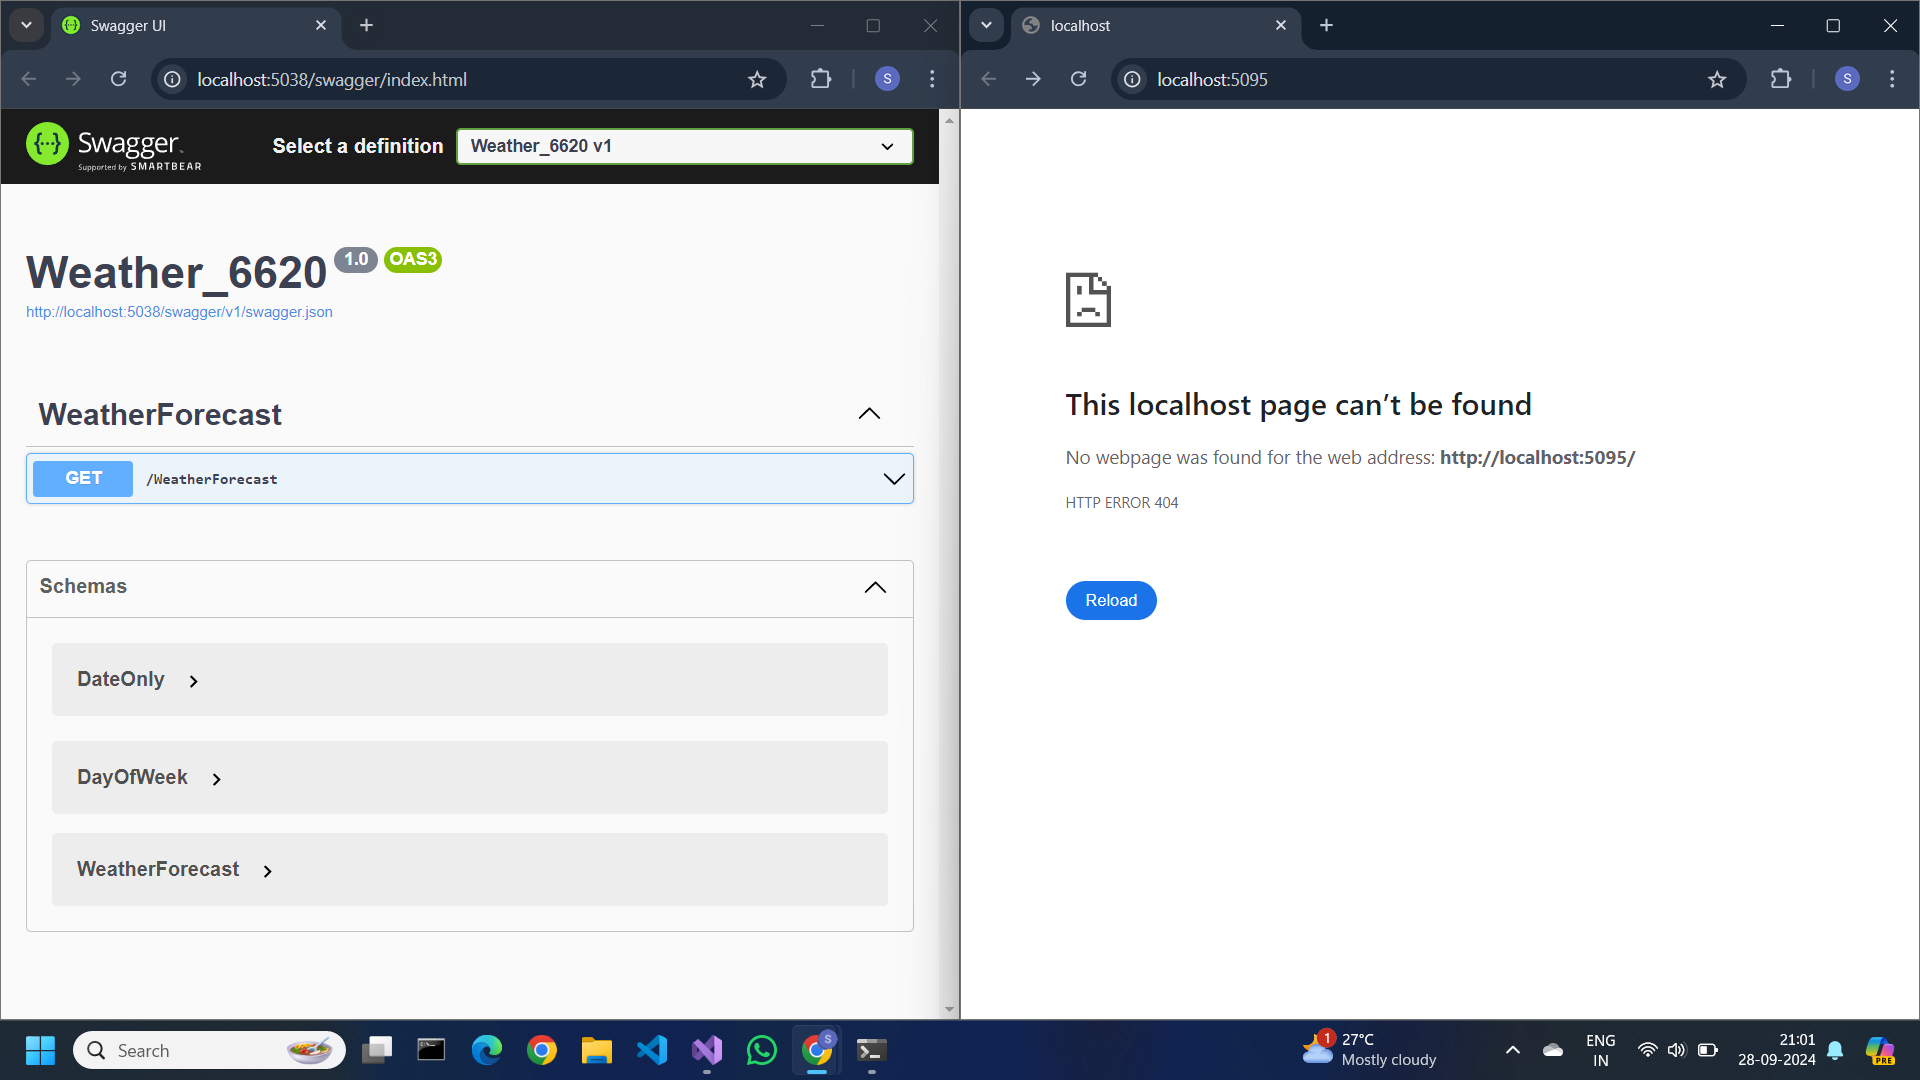 Swagger UI
localhost:5038/swagger/index.html
S
Swagger
Supported by SMARTBEAR
Select a definition
Weather_6620 v1
Weather_6620 1.0 OAS3
http://localhost:5038/swagger/v1/swagger.json
WeatherForecast
GET /WeatherForecast
Schemas
DateOnly
DayOfWeek
WeatherForecast
localhost
localhost:5095
S
This localhost page can’t be found
No webpage was found for the web address: http://localhost:5095/
HTTP ERROR 404
Reload
Search
S
1
27°C
Mostly cloudy
ENG
IN
21:01
28-09-2024
PRE